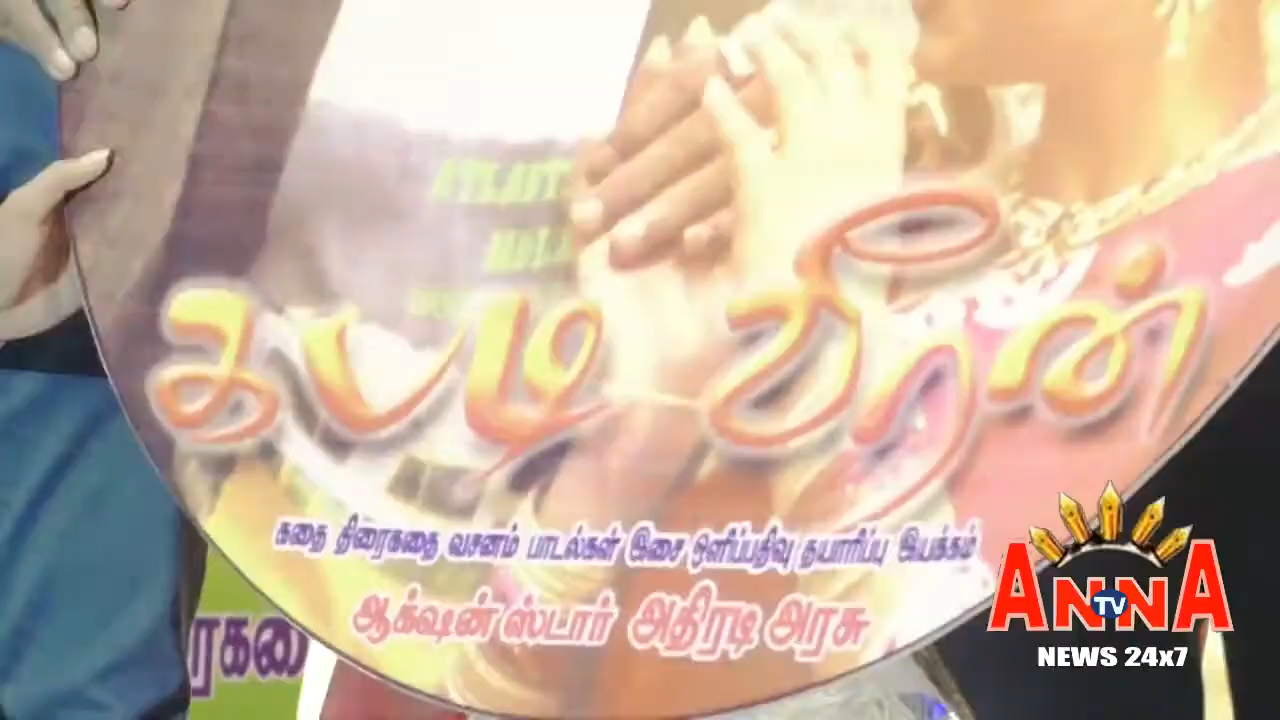 கபடி வீரன்
கதை திரைகதை வசனம் பாடல்கள் இசை ஒளிப்பதிவு தயாரிப்பு இயக்கம்
ஆக்‌ஷன் ஸ்டார் அதிரடி அரசு
ANNA
TV
NEWS 24x7